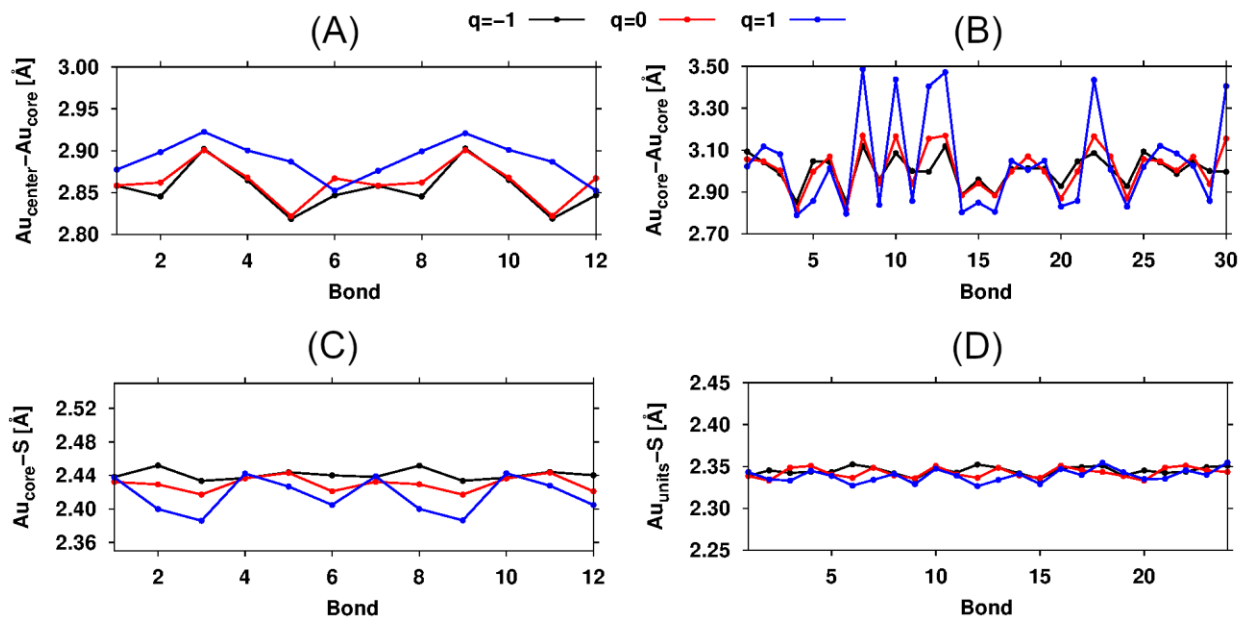 (A)
q=−1
q=0
q=1
(B)
Au_center−Au_core [Å]
3.00
2.95
2.90
2.85
2.80
2
4
6
8
10
12
Bond
Au_core−Au_core [Å]
3.50
3.30
3.10
2.90
2.70
5
10
15
20
25
30
Bond
(C)
(D)
Au_core−S [Å]
2.52
2.48
2.44
2.40
2.36
2
4
6
8
10
12
Bond
Au_units−S [Å]
2.45
2.40
2.35
2.30
2.25
5
10
15
20
Bond